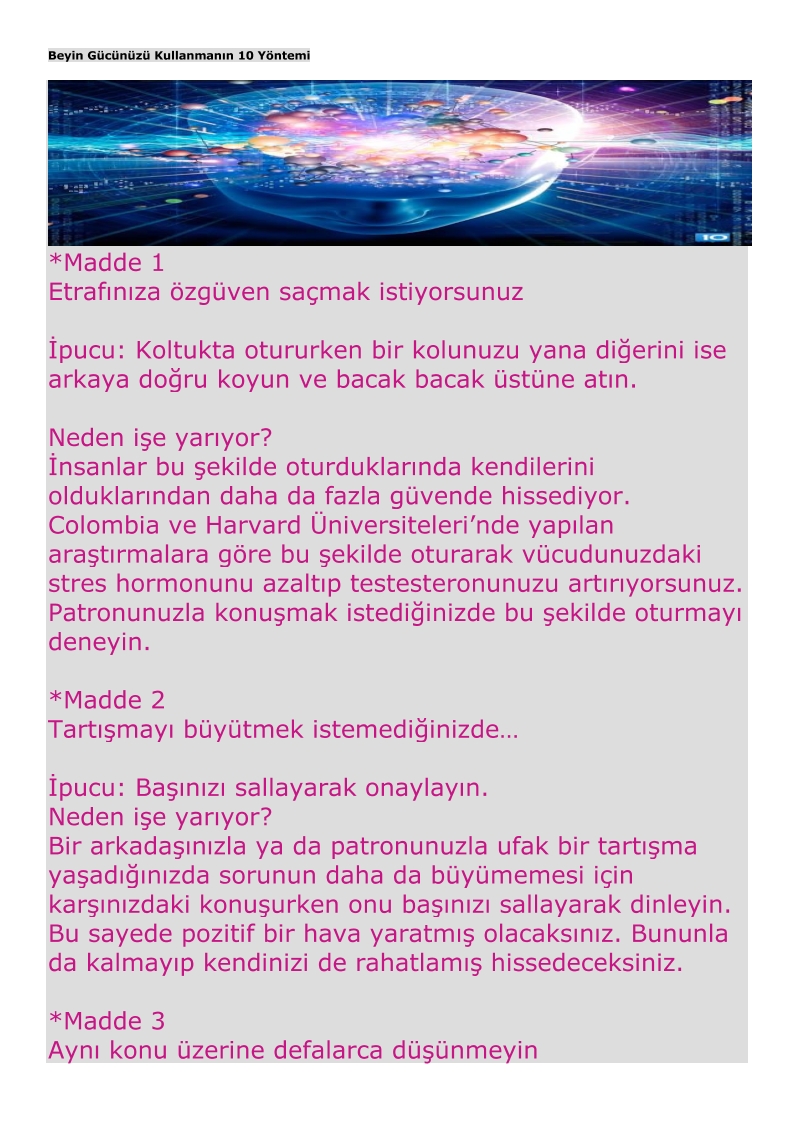 Beyin Gücünüzü Kullanmanın 10 Yöntemi
10
*Madde 1
Etrafınıza özgüven saçmak istiyorsunuz
İpucu: Koltukta otururken bir kolunuzu yana diğerini ise
arkaya doğru koyun ve bacak bacak üstüne atın.
Neden işe yarıyor?
İnsanlar bu şekilde oturduklarında kendilerini
olduklarından daha da fazla güvende hissediyor.
Colombia ve Harvard Üniversiteleri’nde yapılan
araştırmalara göre bu şekilde oturarak vücudunuzdaki
stres hormonunu azaltıp testesteronunuzu artırıyorsunuz.
Patronunuzla konuşmak istediğinizde bu şekilde oturmayı
deneyin.
*Madde 2
Tartışmayı büyütmek istemediğinizde…
İpucu: Başınızı sallayarak onaylayın.
Neden işe yarıyor?
Bir arkadaşınızla ya da patronunuzla ufak bir tartışma
yaşadığınızda sorunun daha da büyümemesi için
karşınızdaki konuşurken onu başınızı sallayarak dinleyin.
Bu sayede pozitif bir hava yaratmış olacaksınız. Bununla
da kalmayıp kendinizi de rahatlamış hissedeceksiniz.
*Madde 3
Aynı konu üzerine defalarca düşünmeyin